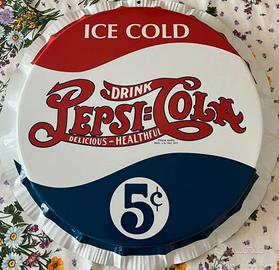 ICE COLD
DRINK
PEPSI=COLA
DELICIOUS-HEALTHFUL
5¢